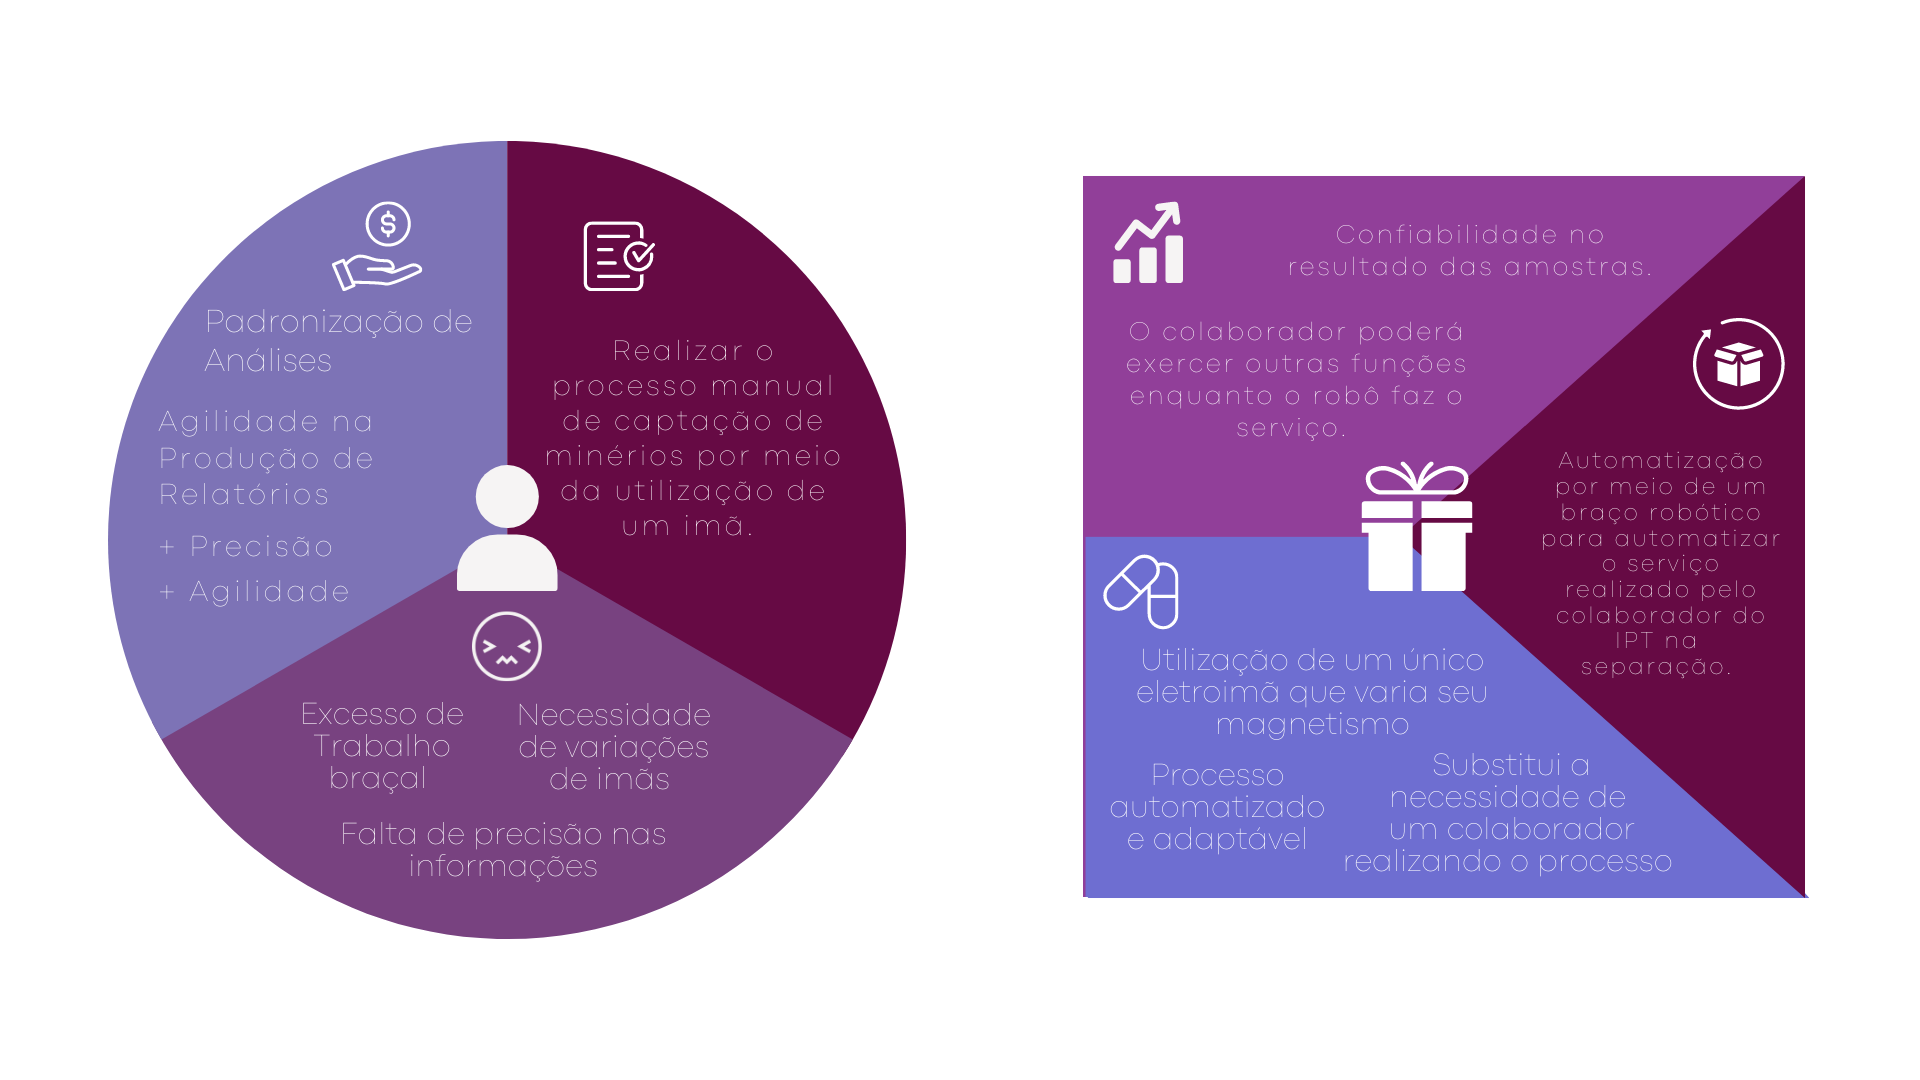 Padronização de
Análises
Agilidade na
Produção de
Relatórios
+ Precisão
+ Agilidade
Realizar o
processo manual
de captação de
minérios por meio
da utilização de
um imã.
Excesso de
Trabalho
braçal
Necessidade
de variações
de imãs
Falta de precisão nas
informações
Confiabilidade no
resultado das amostras.
O colaborador poderá
exercer outras funções
enquanto o robô faz o
serviço.
Automatização
por meio de um
braço robótico
para automatizar
o serviço
realizado pelo
colaborador do
IPT na
separação.
Utilização de um único
eletroimã que varia seu
magnetismo
Processo
automatizado
e adaptável
Substitui a
necessidade de
um colaborador
realizando o processo